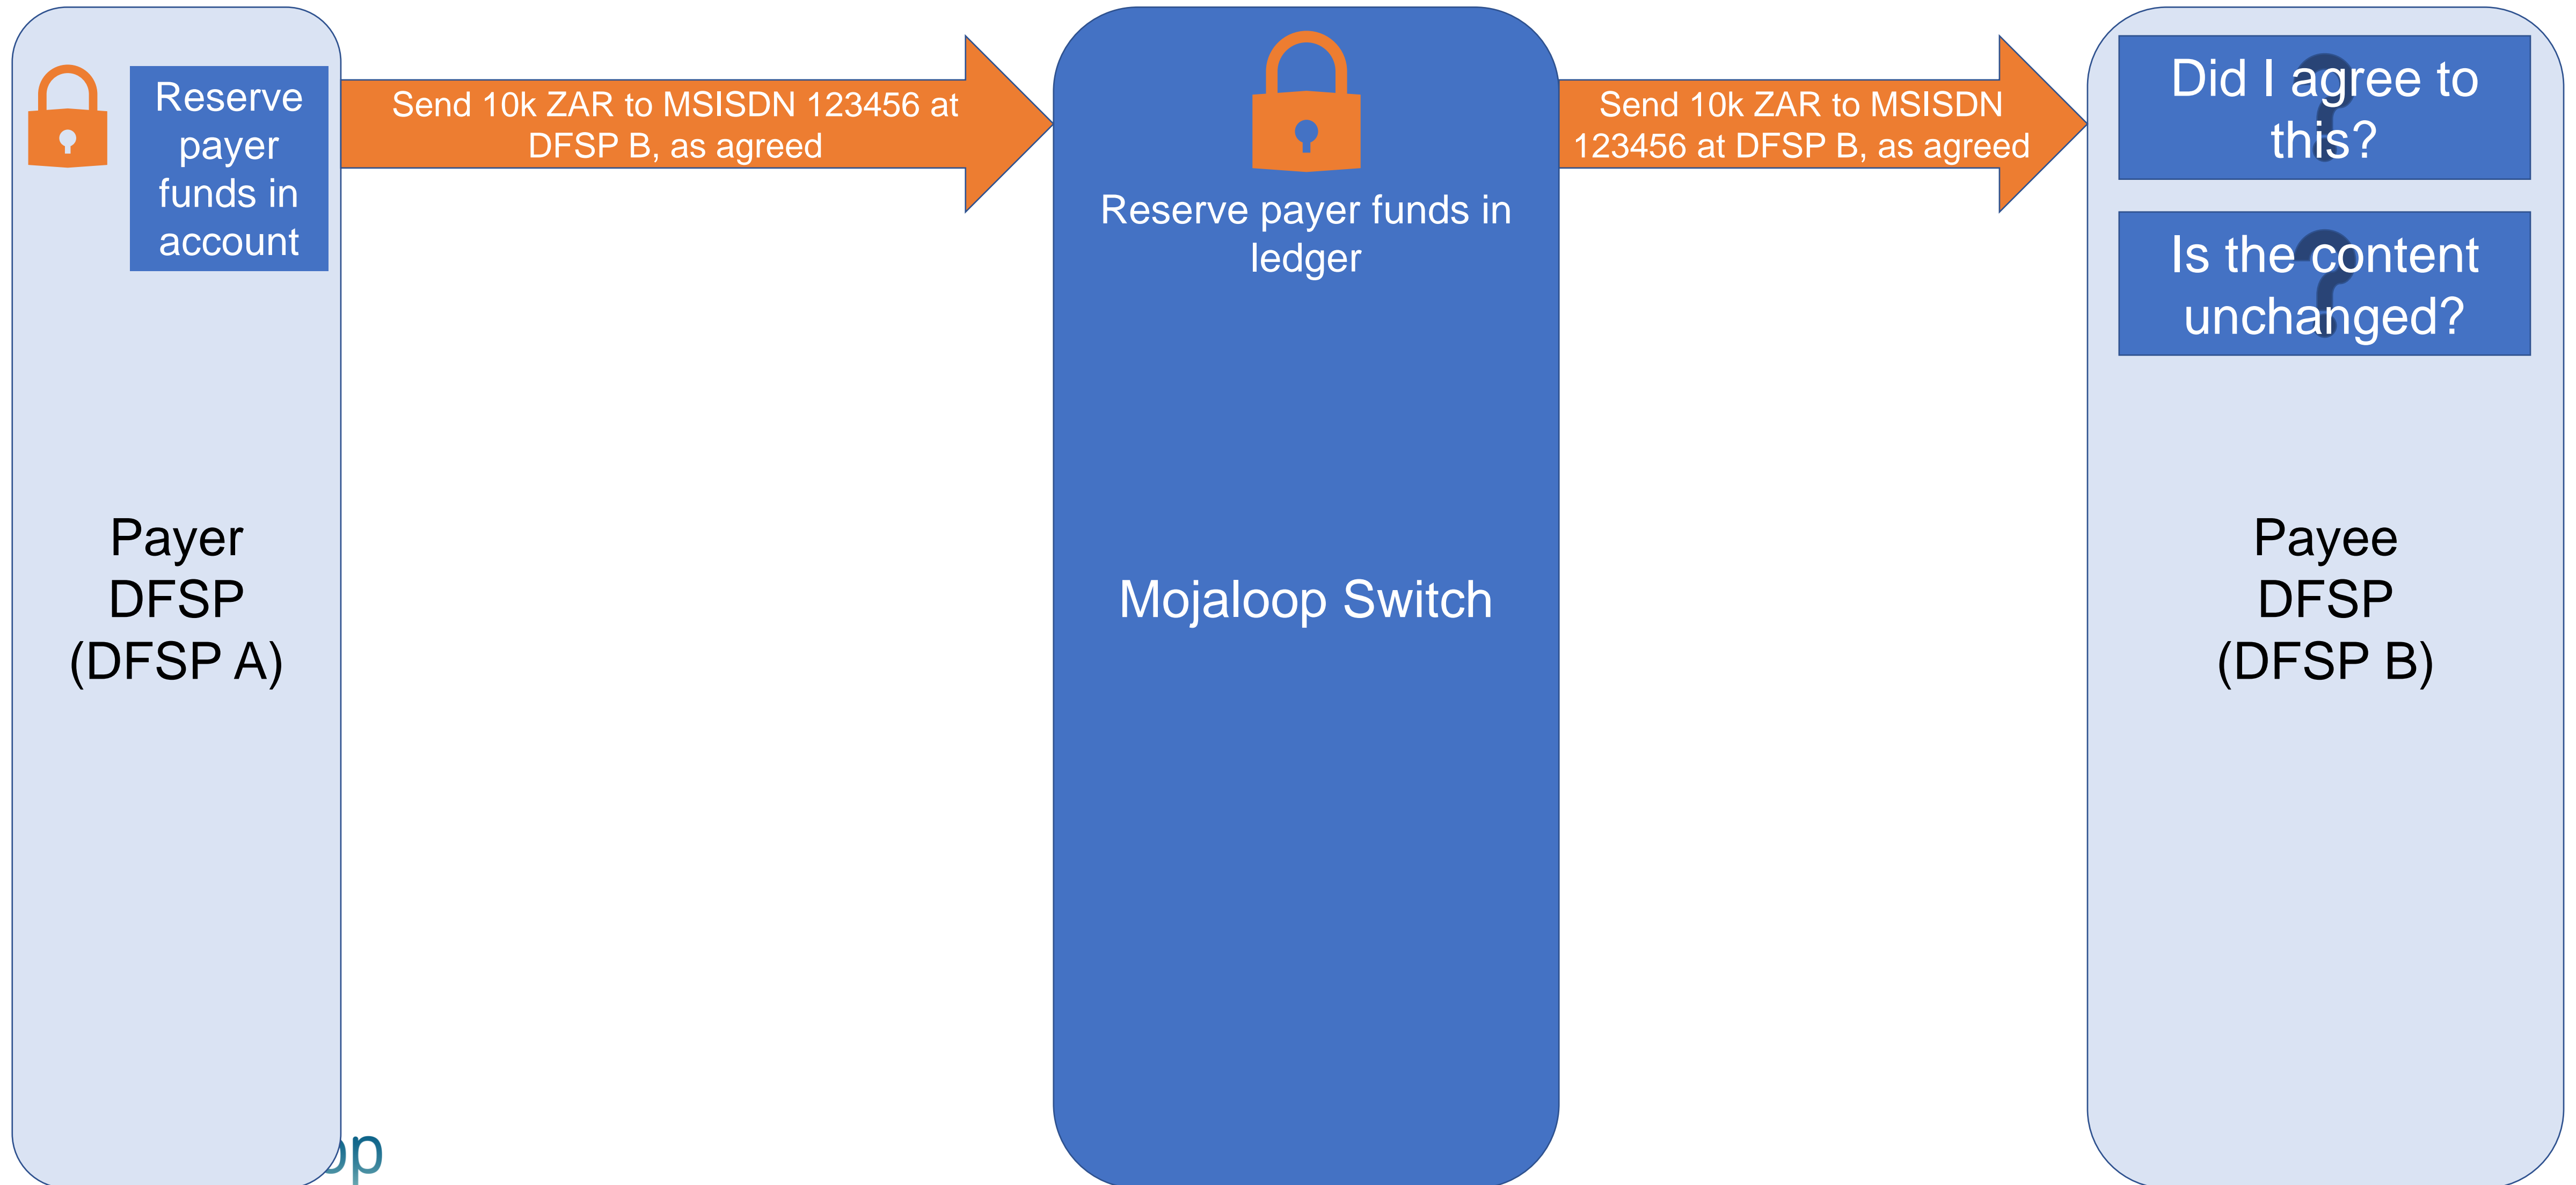 Reserve
payer
funds in
account
Send 10k ZAR to MSISDN 123456 at
DFSP B, as agreed
Reserve payer funds in
ledger
Send 10k ZAR to MSISDN
123456 at DFSP B, as agreed
Did I agree to
this?
Is the content
unchanged?
Payer
DFSP
(DFSP A)
Mojaloop Switch
Payee
DFSP
(DFSP B)